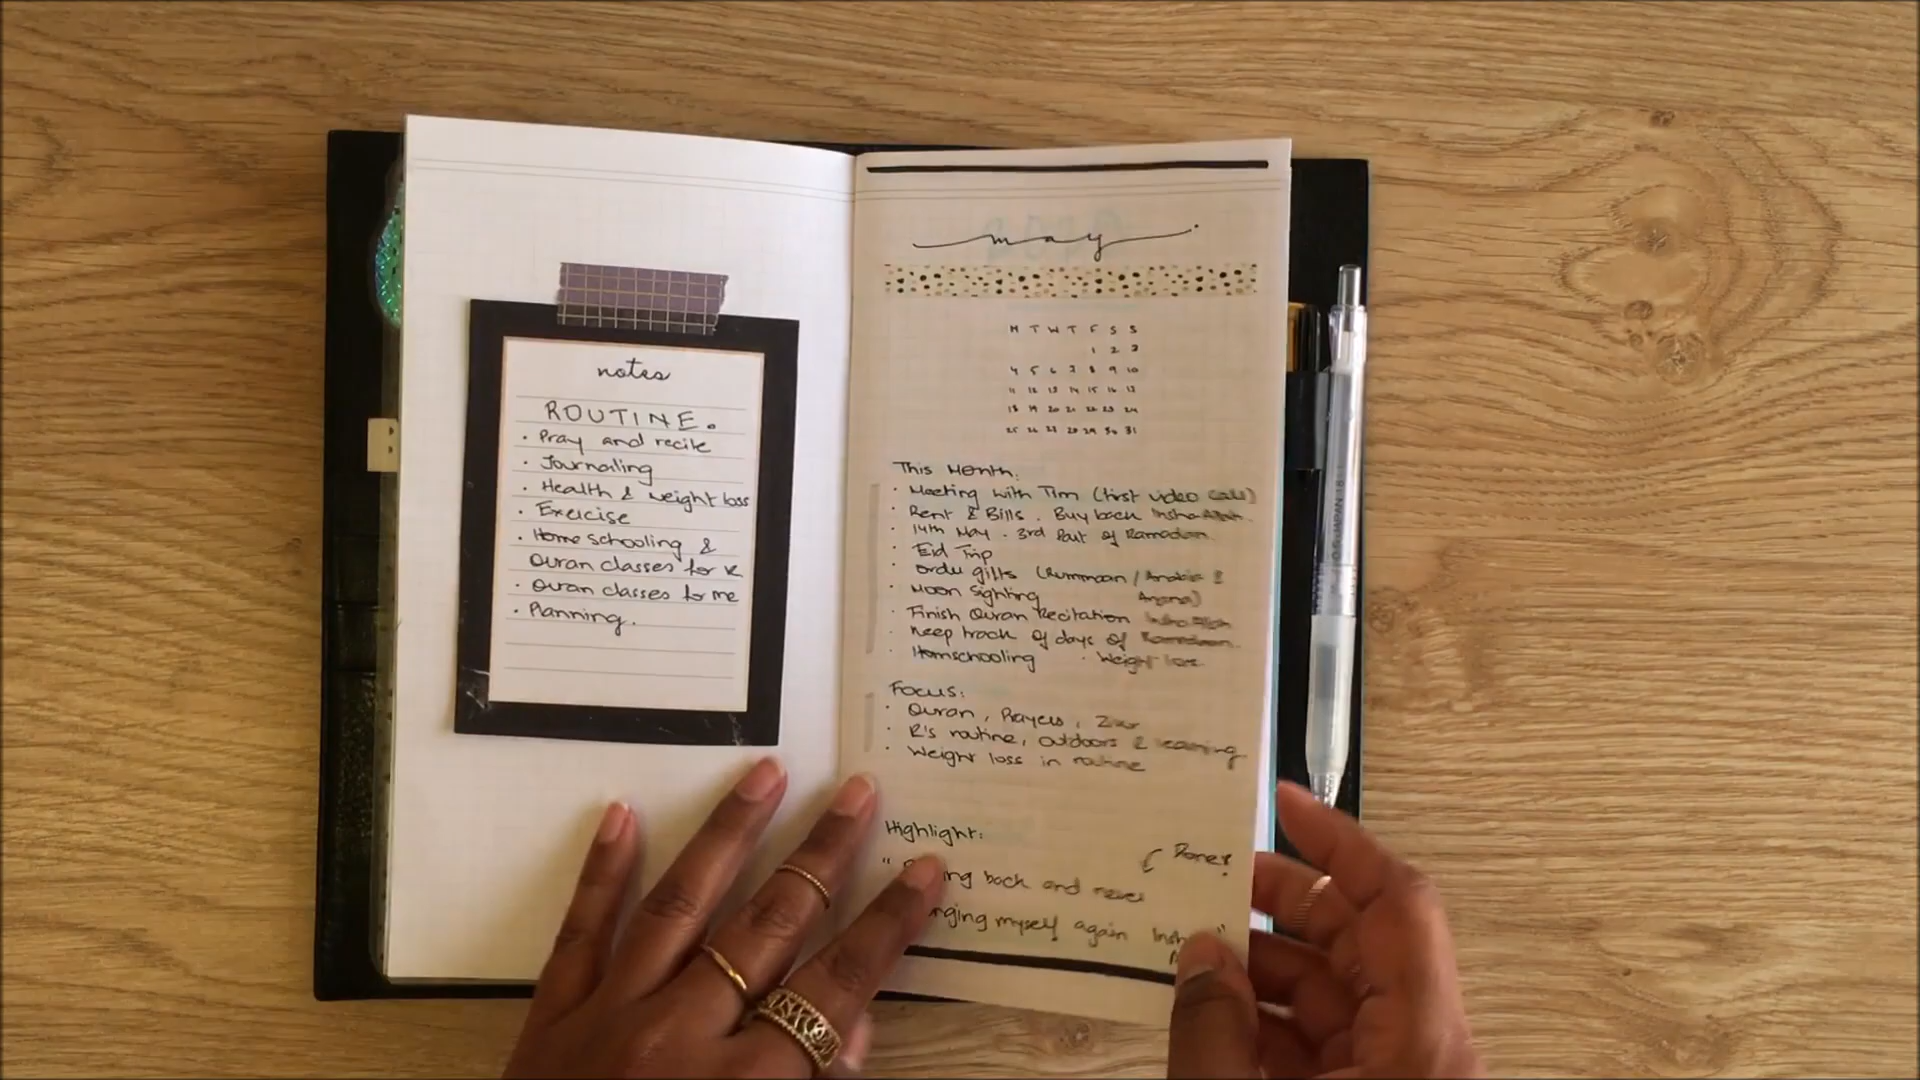 notes
ROUTINE.
· Pray and recite
· Journaling
· Health & weight loss
· Exercise
· Home schooling &
Quran classes for R
· Quran classes for me
· Planning.
may
M T W T F S S
1 2 3
4 5 6 7 8 9 10
11 12 13 14 15 16 17
18 19 20 21 22 23 24
25 26 27 28 29 30 31
This Month:
· Meeting with Tim (first video call)
· Rent & Bills. Buy back InshaAllah.
· 14th May - 3rd Part of Ramadan
· Eid Trip
· order gifts
· Moon Sighting
· Finish Quran Recitation InshaAllah
· Keep track of days of Ramadan.
· Homschooling · Weight loss
Focus:
· Quran, Prayers,
· R's routine, outdoors & learning
· Weight loss in routine
Highlight:
Done!
back and never
myself again
JAPAN